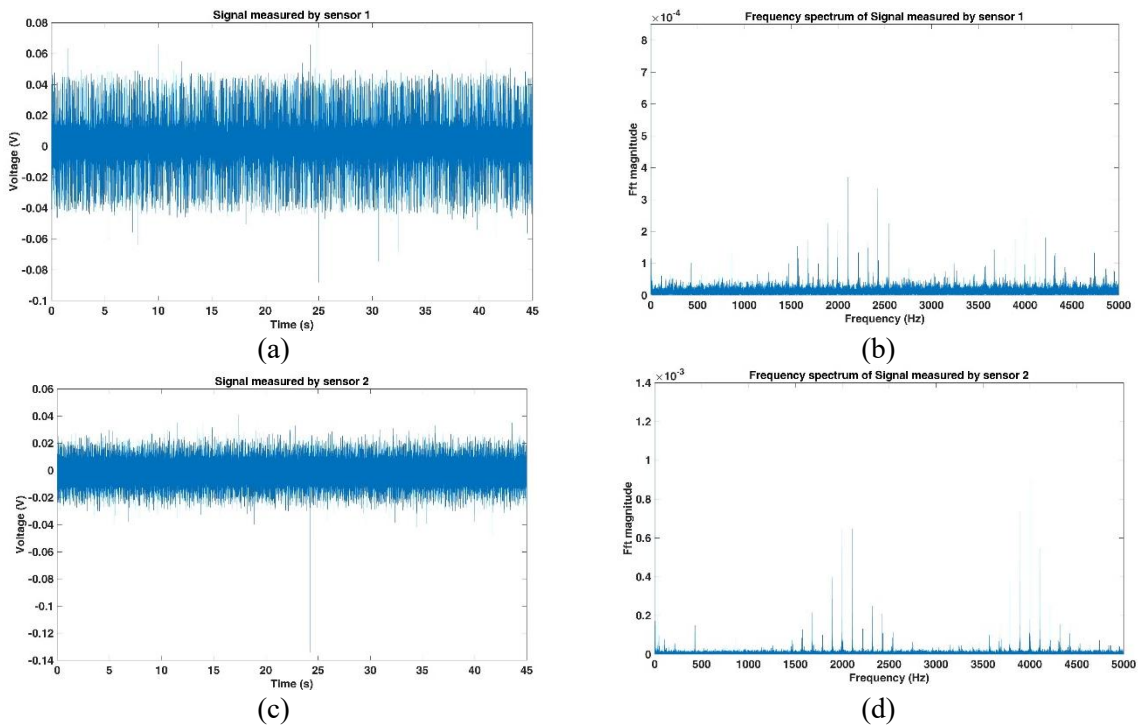 Signal measured by sensor 1
0.08
0.06
0.04
0.02
0
-0.02
-0.04
-0.06
-0.08
-0.1
Voltage (V)
0 5 10 15 20 25 30 35 40 45
Time (s)
(a)
Frequency spectrum of Signal measured by sensor 1
×10⁻⁴
8
7
6
5
4
3
2
1
0
Fft magnitude
0 500 1000 1500 2000 2500 3000 3500 4000 4500 5000
Frequency (Hz)
(b)
Signal measured by sensor 2
0.06
0.04
0.02
0
-0.02
-0.04
-0.06
-0.08
-0.1
-0.12
-0.14
Voltage (V)
0 5 10 15 20 25 30 35 40 45
Time (s)
(c)
Frequency spectrum of Signal measured by sensor 2
×10⁻³
1.4
1.2
1
0.8
0.6
0.4
0.2
0
Fft magnitude
0 500 1000 1500 2000 2500 3000 3500 4000 4500 5000
Frequency (Hz)
(d)